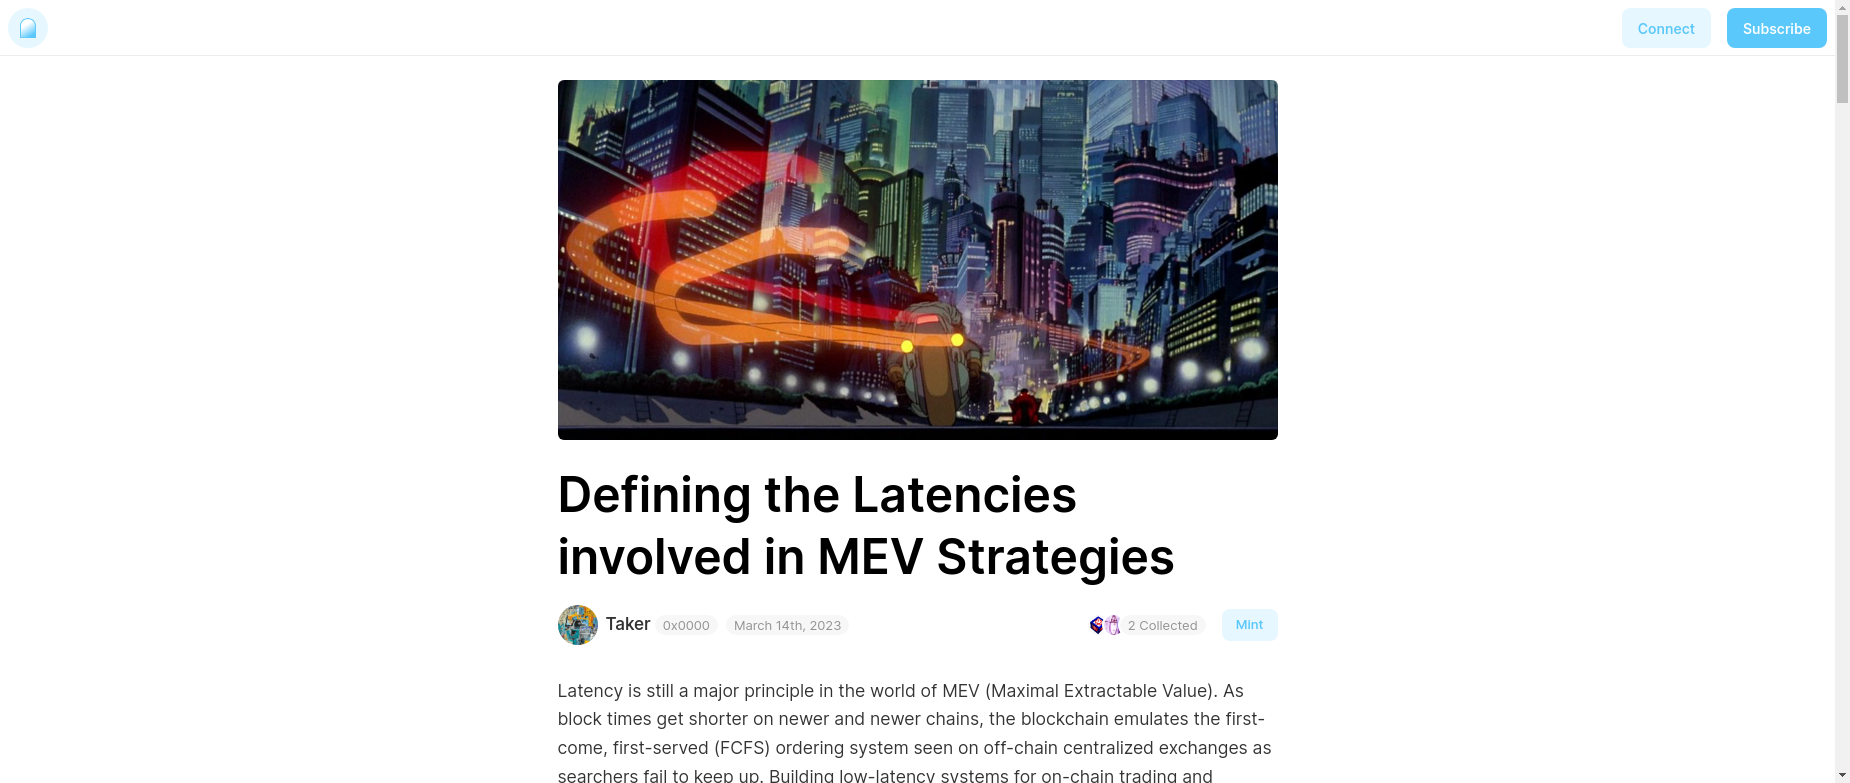 Connect
Subscribe
Defining the Latencies
involved in MEV Strategies
Taker 0x0000 March 14th, 2023 2 Collected Mint
Latency is still a major principle in the world of MEV (Maximal Extractable Value). As
block times get shorter on newer and newer chains, the blockchain emulates the first-
come, first-served (FCFS) ordering system seen on off-chain centralized exchanges as
searchers fail to keep up. Building low-latency systems for on-chain trading and